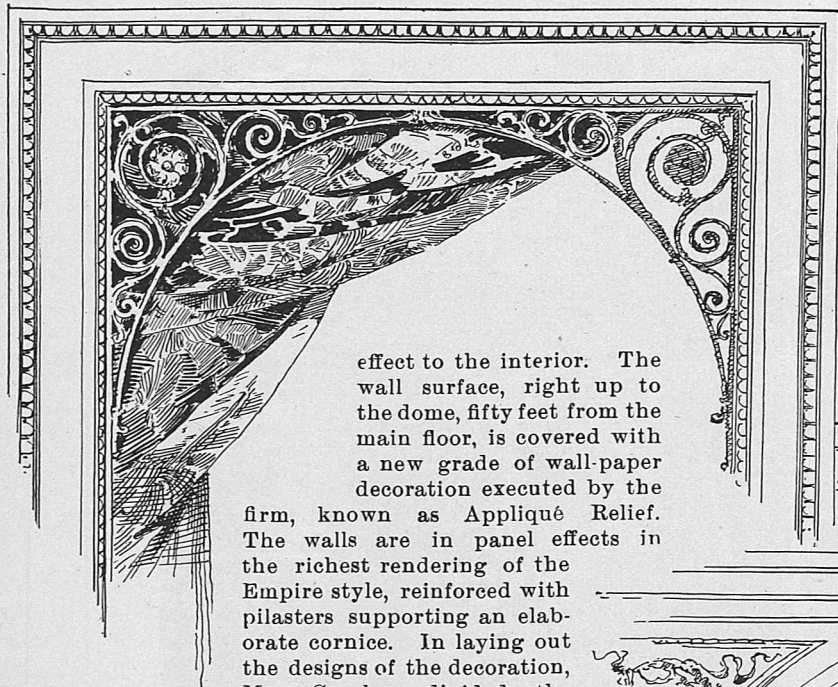 effect to the interior. The
wall surface, right up to
the dome, fifty feet from the
main floor, is covered with
a new grade of wall-paper
decoration executed by the
firm, known as Appliqué Relief.
The walls are in panel effects in
the richest rendering of the
Empire style, reinforced with
pilasters supporting an elab-
orate cornice. In laying out
the designs of the decoration,